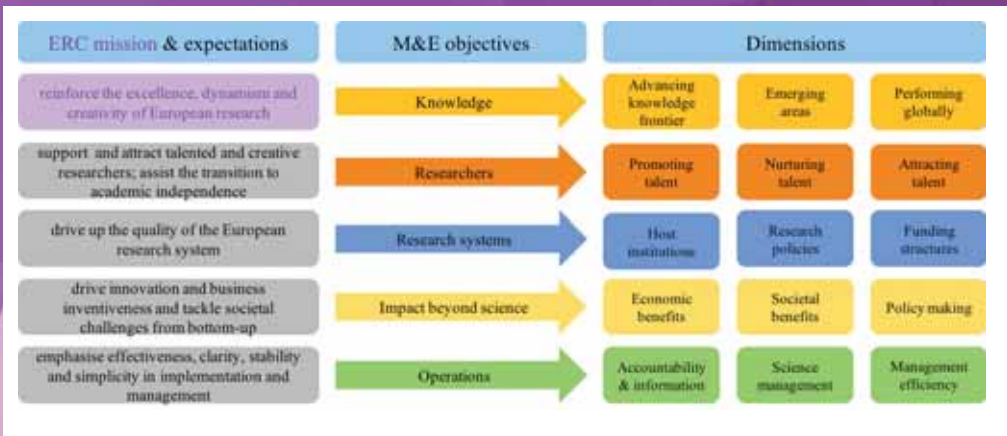 ERC mission & expectations
M&E objectives
Dimensions
reinforce the excellence, dynamism and
creativity of European research
Knowledge
Advancing
knowledge
frontier
Emerging
areas
Performing
globally
support and attract talented and creative
researchers; assist the transition to
academic independence
Researchers
Promoting
talent
Nurturing
talent
Attracting
talent
drive up the quality of the European
research system
Research systems
Host
institutions
Research
policies
Funding
structures
drive innovation and business
inventiveness and tackle societal
challenges from bottom-up
Impact beyond science
Economic
benefits
Societal
benefits
Policy making
emphasise effectiveness, clarity, stability
and simplicity in implementation and
management
Operations
Accountability
& information
Science
management
Management
efficiency